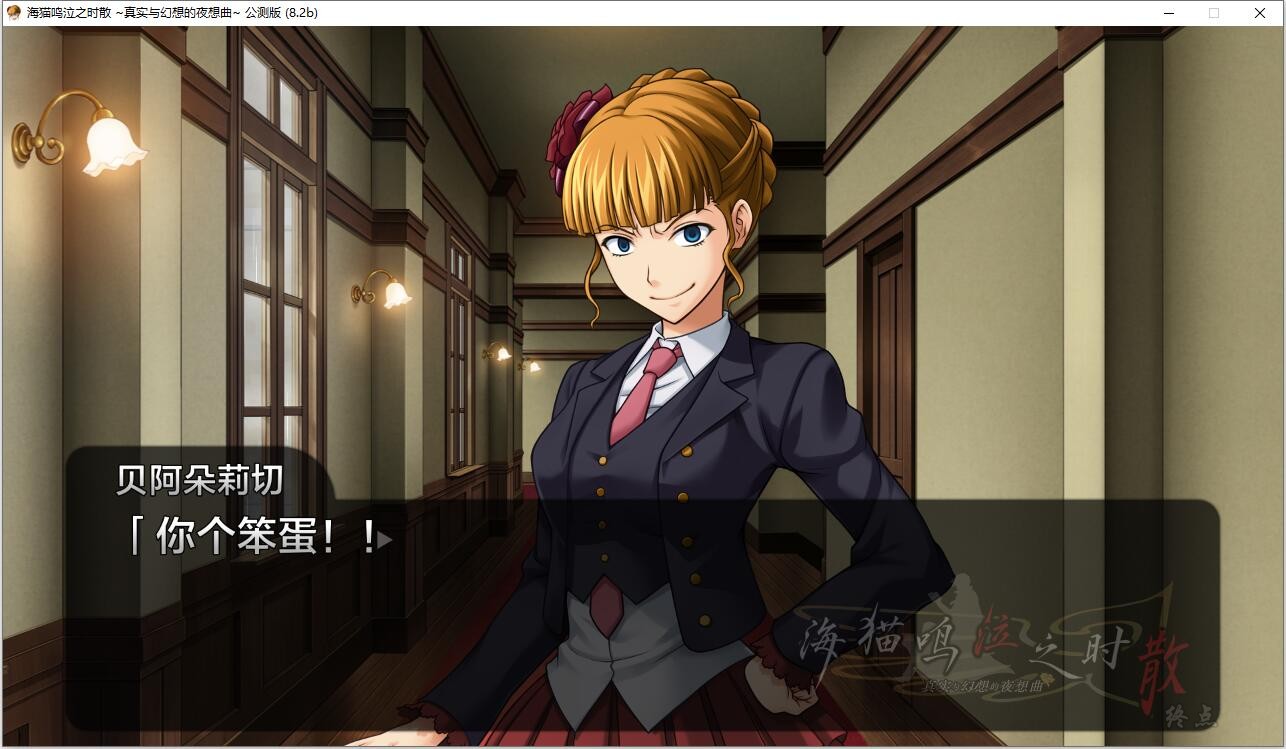 海猫鸣泣之时散 ~真实与幻想的夜想曲~ 公测版 (8.2b)
贝阿朵莉切
「你个笨蛋！！
海猫鸣泣之时散
真实与幻想的夜想曲
终点